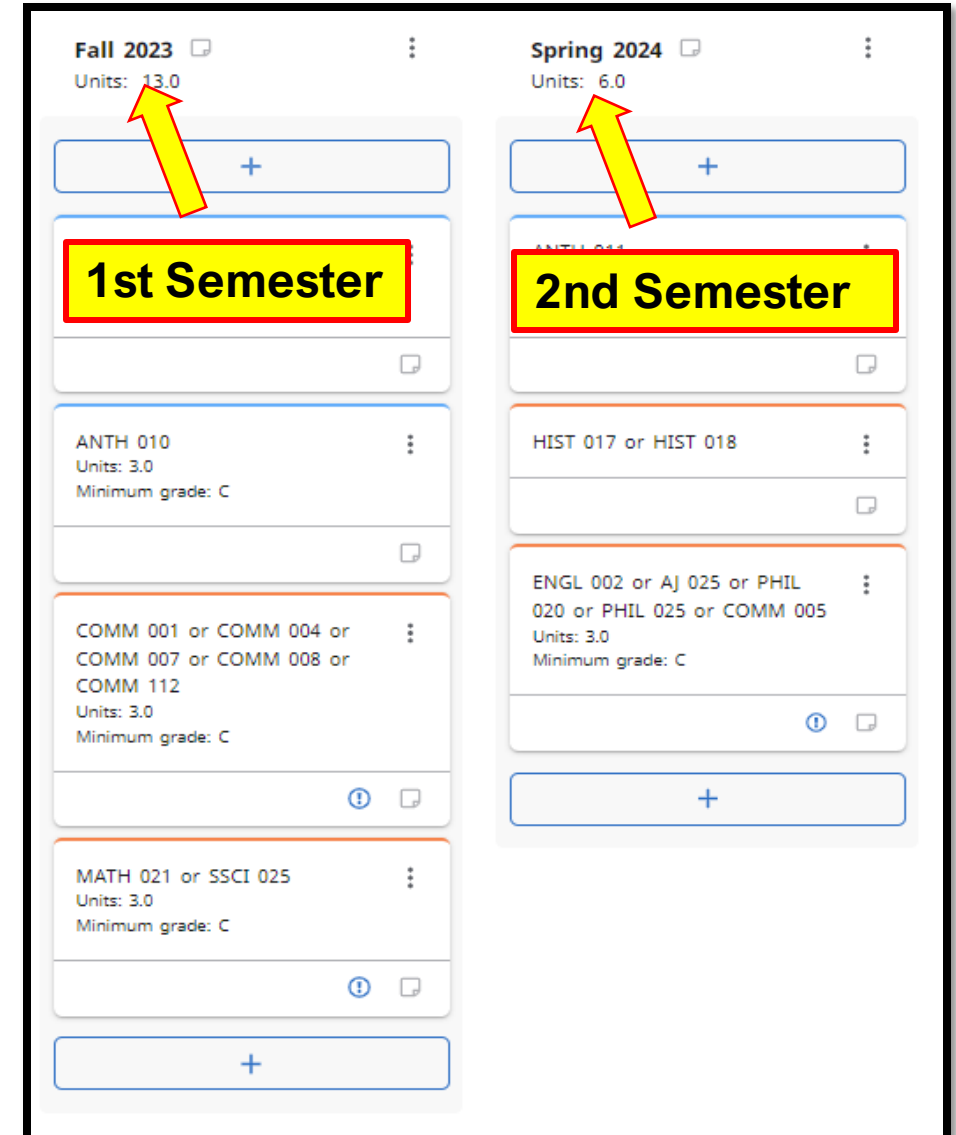 Fall 2023
Units: 13.0
+
1st Semester
ANTH 010
Units: 3.0
Minimum grade: C
COMM 001 or COMM 004 or
COMM 007 or COMM 008 or
COMM 112
Units: 3.0
Minimum grade: C
MATH 021 or SSCI 025
Units: 3.0
Minimum grade: C
+
Spring 2024
Units: 6.0
+
ANTH 011
2nd Semester
HIST 017 or HIST 018
ENGL 002 or AJ 025 or PHIL
020 or PHIL 025 or COMM 005
Units: 3.0
Minimum grade: C
+